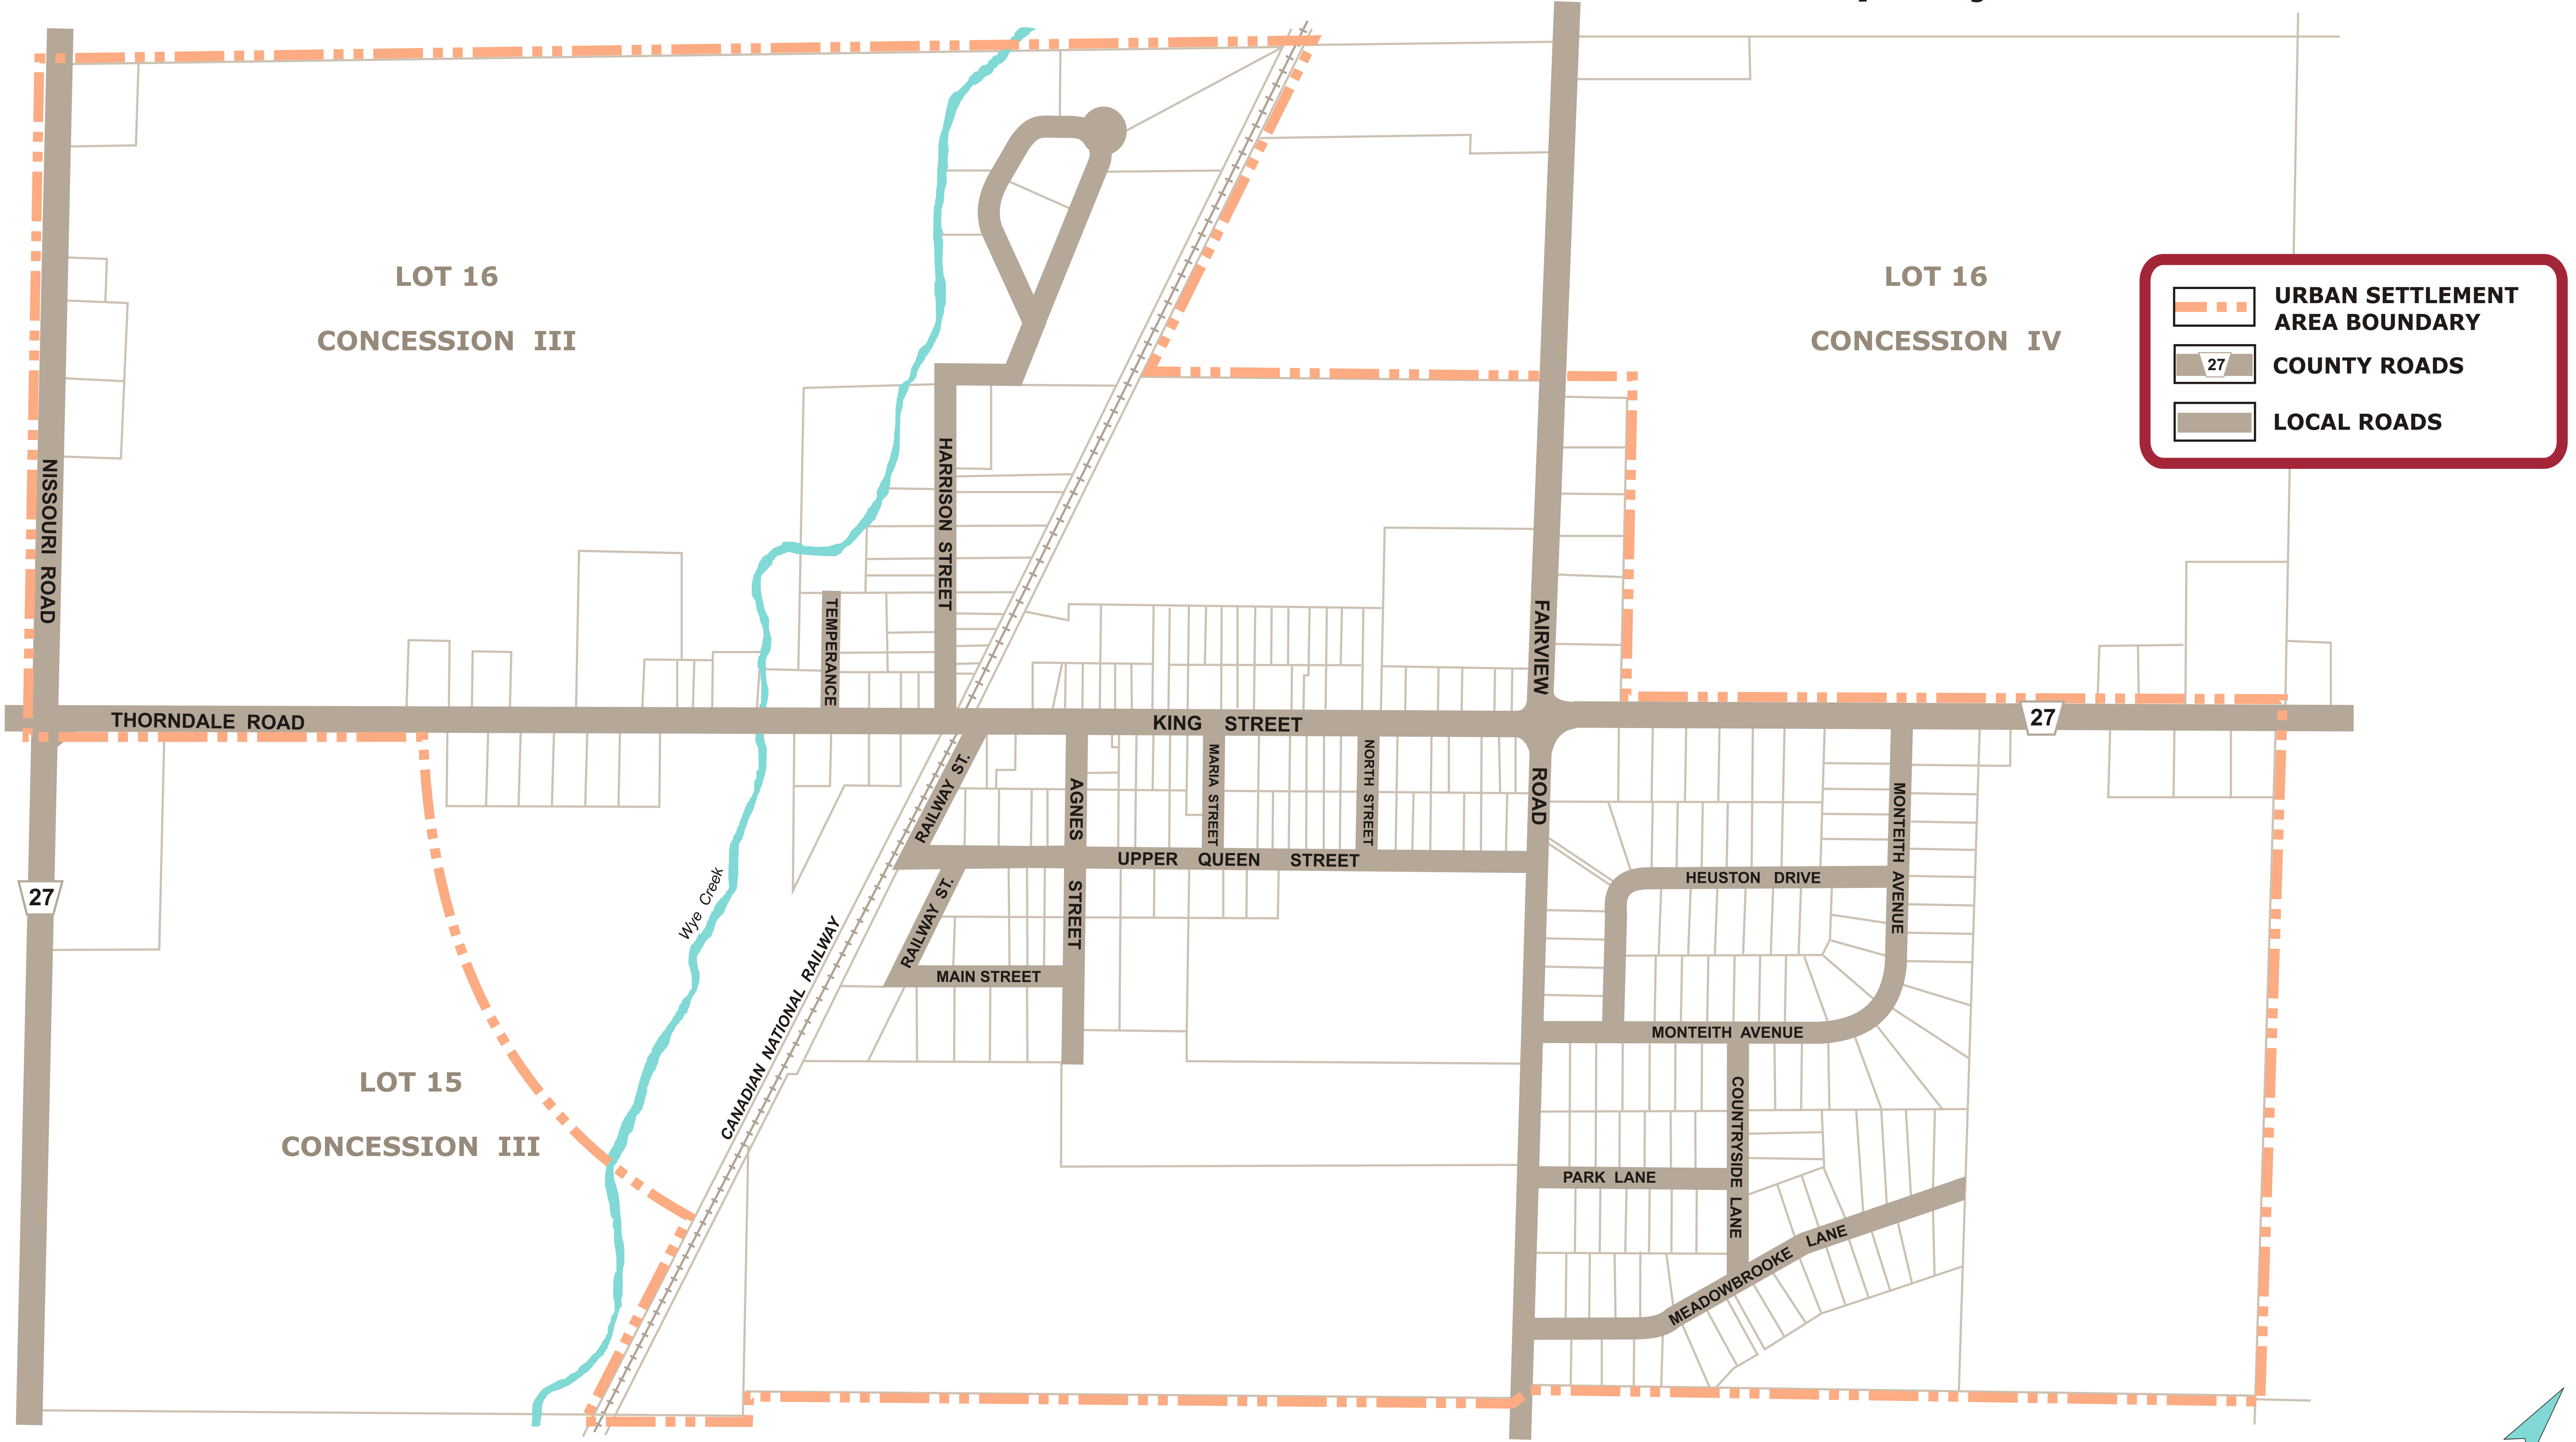 LOT 16
CONCESSION III
LOT 16
CONCESSION IV
URBAN SETTLEMENT
AREA BOUNDARY
27
COUNTY ROADS
LOCAL ROADS
NISSOURI ROAD
HARRISON STREET
TEMPERANCE
FAIRVIEW
ROAD
THORNDALE ROAD
KING STREET
27
RAILWAY ST.
AGNES
STREET
MARIA STREET
NORTH STREET
MONTEITH AVENUE
UPPER QUEEN STREET
HEUSTON DRIVE
27
Wye Creek
RAILWAY ST.
CANADIAN NATIONAL RAILWAY
MAIN STREET
MONTEITH AVENUE
LOT 15
CONCESSION III
COUNTRYSIDE LANE
PARK LANE
MEADOWBROOKE LANE